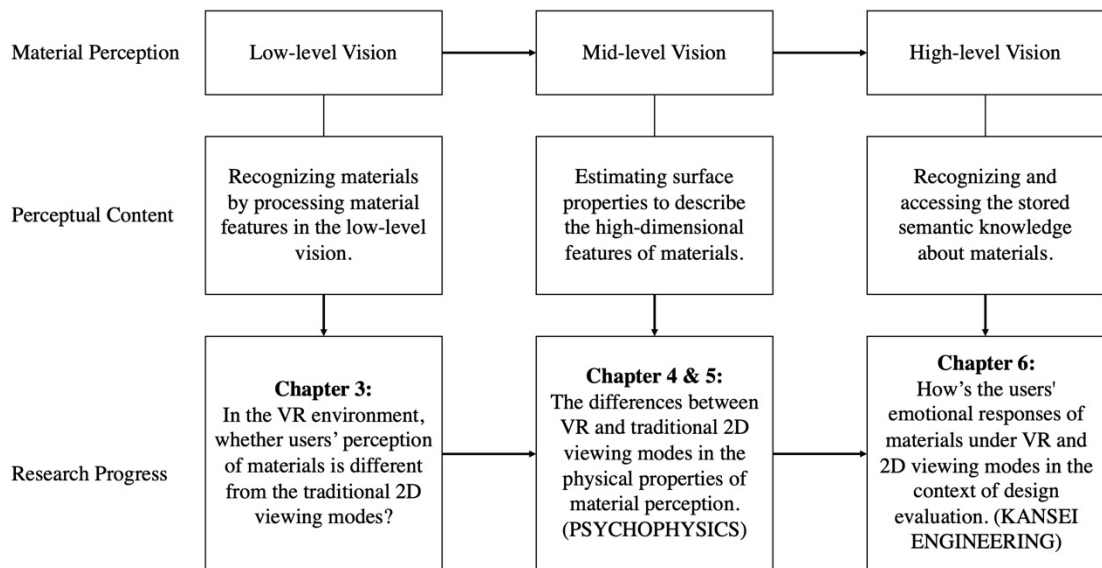 Material Perception
Low-level Vision
Mid-level Vision
High-level Vision
Perceptual Content
Recognizing materials
by processing material
features in the low-level
vision.
Estimating surface
properties to describe
the high-dimensional
features of materials.
Recognizing and
accessing the stored
semantic knowledge
about materials.
Research Progress
Chapter 3:
In the VR environment,
whether users’ perception
of materials is different
from the traditional 2D
viewing modes?
Chapter 4 & 5:
The differences between
VR and traditional 2D
viewing modes in the
physical properties of
material perception.
(PSYCHOPHYSICS)
Chapter 6:
How’s the users'
emotional responses of
materials under VR and
2D viewing modes in the
context of design
evaluation. (KANSEI
ENGINEERING)